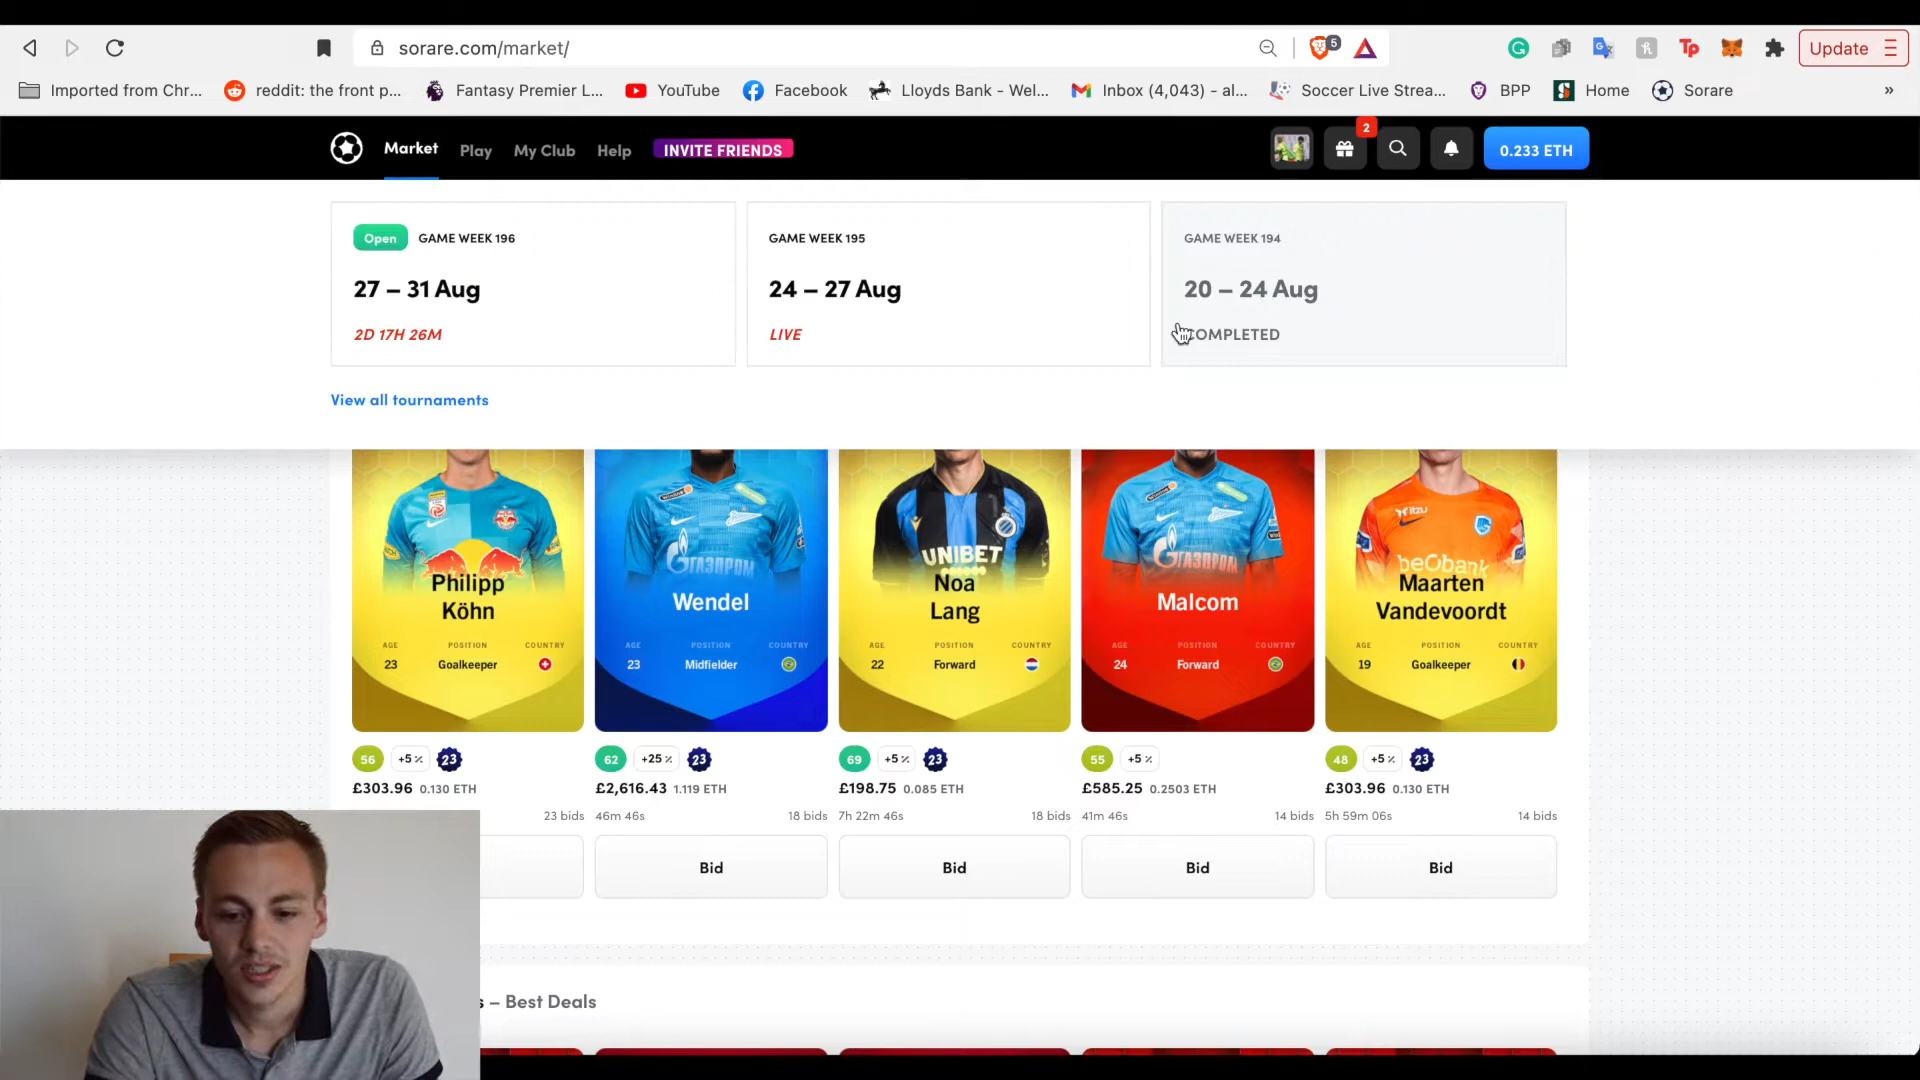 sorare.com/market/
5
Update
Imported from Chr...
reddit: the front p...
Fantasy Premier L...
YouTube
Facebook
Lloyds Bank - Wel...
Inbox (4,043) - al...
Soccer Live Strea...
BPP
Home
Sorare
»
Market
Play
My Club
Help
INVITE FRIENDS
2
0.233 ETH
Open GAME WEEK 196
27 – 31 Aug
2D 17H 26M
GAME WEEK 195
24 – 27 Aug
LIVE
GAME WEEK 194
20 – 24 Aug
COMPLETED
View all tournaments
Philipp
Köhn
AGE POSITION COUNTRY
23 Goalkeeper
56 +5% 23
£303.96 0.130 ETH
23 bids
ГАЗПРОМ
Wendel
AGE POSITION COUNTRY
23 Midfielder
62 +25% 23
£2,616.43 1.119 ETH
46m 46s 18 bids
Bid
UNIBET
Noa
Lang
AGE POSITION COUNTRY
22 Forward
69 +5% 23
£198.75 0.085 ETH
7h 22m 46s 18 bids
Bid
ГАЗПРОМ
Malcom
AGE POSITION COUNTRY
24 Forward
55 +5%
£585.25 0.2503 ETH
41m 46s 14 bids
Bid
itzu
beobank
Maarten
Vandevoordt
AGE POSITION COUNTRY
19 Goalkeeper
48 +5% 23
£303.96 0.130 ETH
5h 59m 06s 14 bids
Bid
s – Best Deals